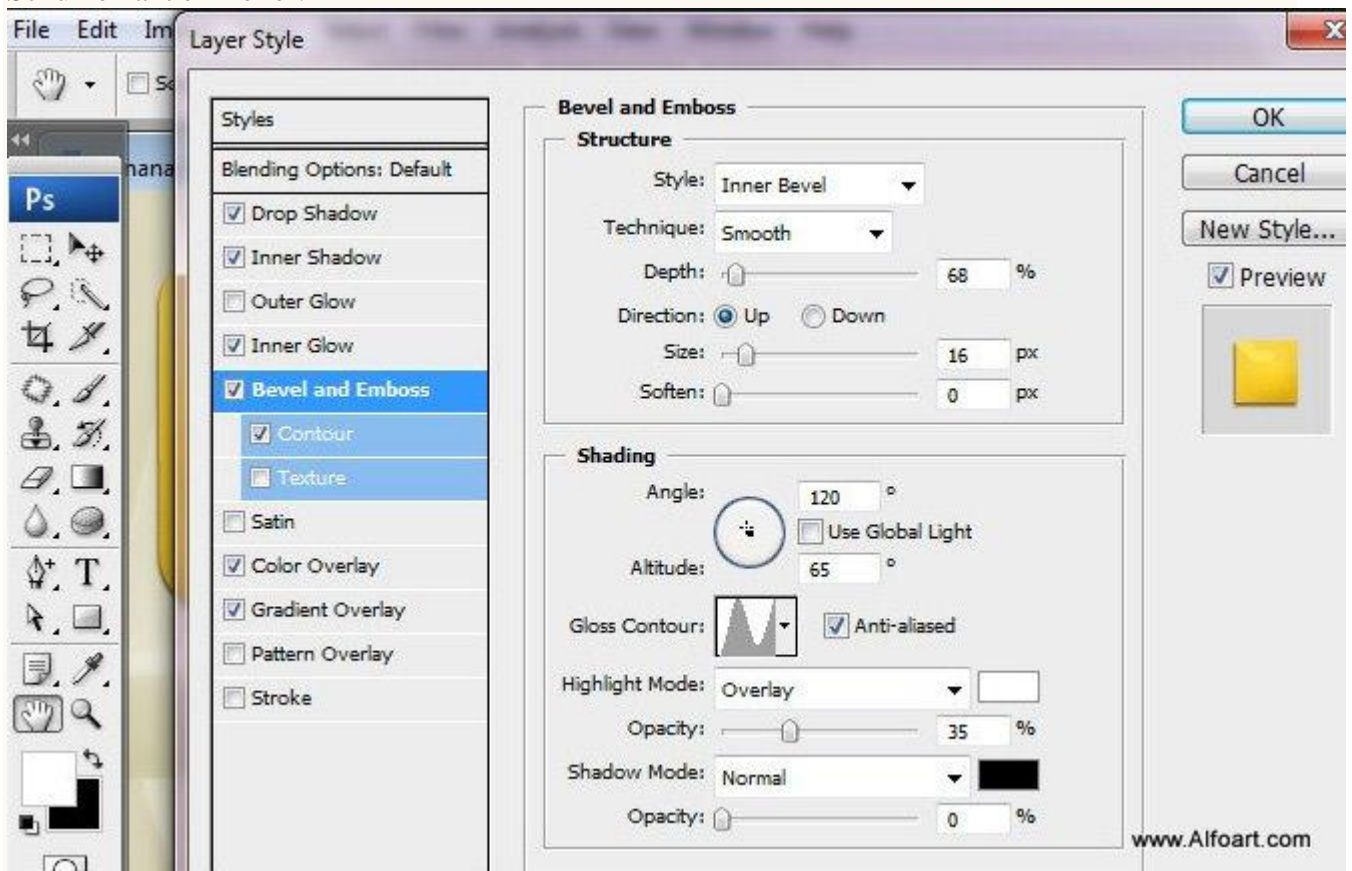 File Edit Im
Layer Style
So
Ps
hana
Styles
Blending Options: Default
Drop Shadow
Inner Shadow
Outer Glow
Inner Glow
Bevel and Emboss
Contour
Texture
Satin
Color Overlay
Gradient Overlay
Pattern Overlay
Stroke
Bevel and Emboss
Structure
Style: Inner Bevel
Technique: Smooth
Depth: 68 %
Direction: Up Down
Size: 16 px
Soften: 0 px
Shading
Angle: 120 °
Use Global Light
Altitude: 65 °
Gloss Contour: Anti-aliased
Highlight Mode: Overlay
Opacity: 35 %
Shadow Mode: Normal
Opacity: 0 %
OK
Cancel
New Style...
Preview
www.Alfoart.com